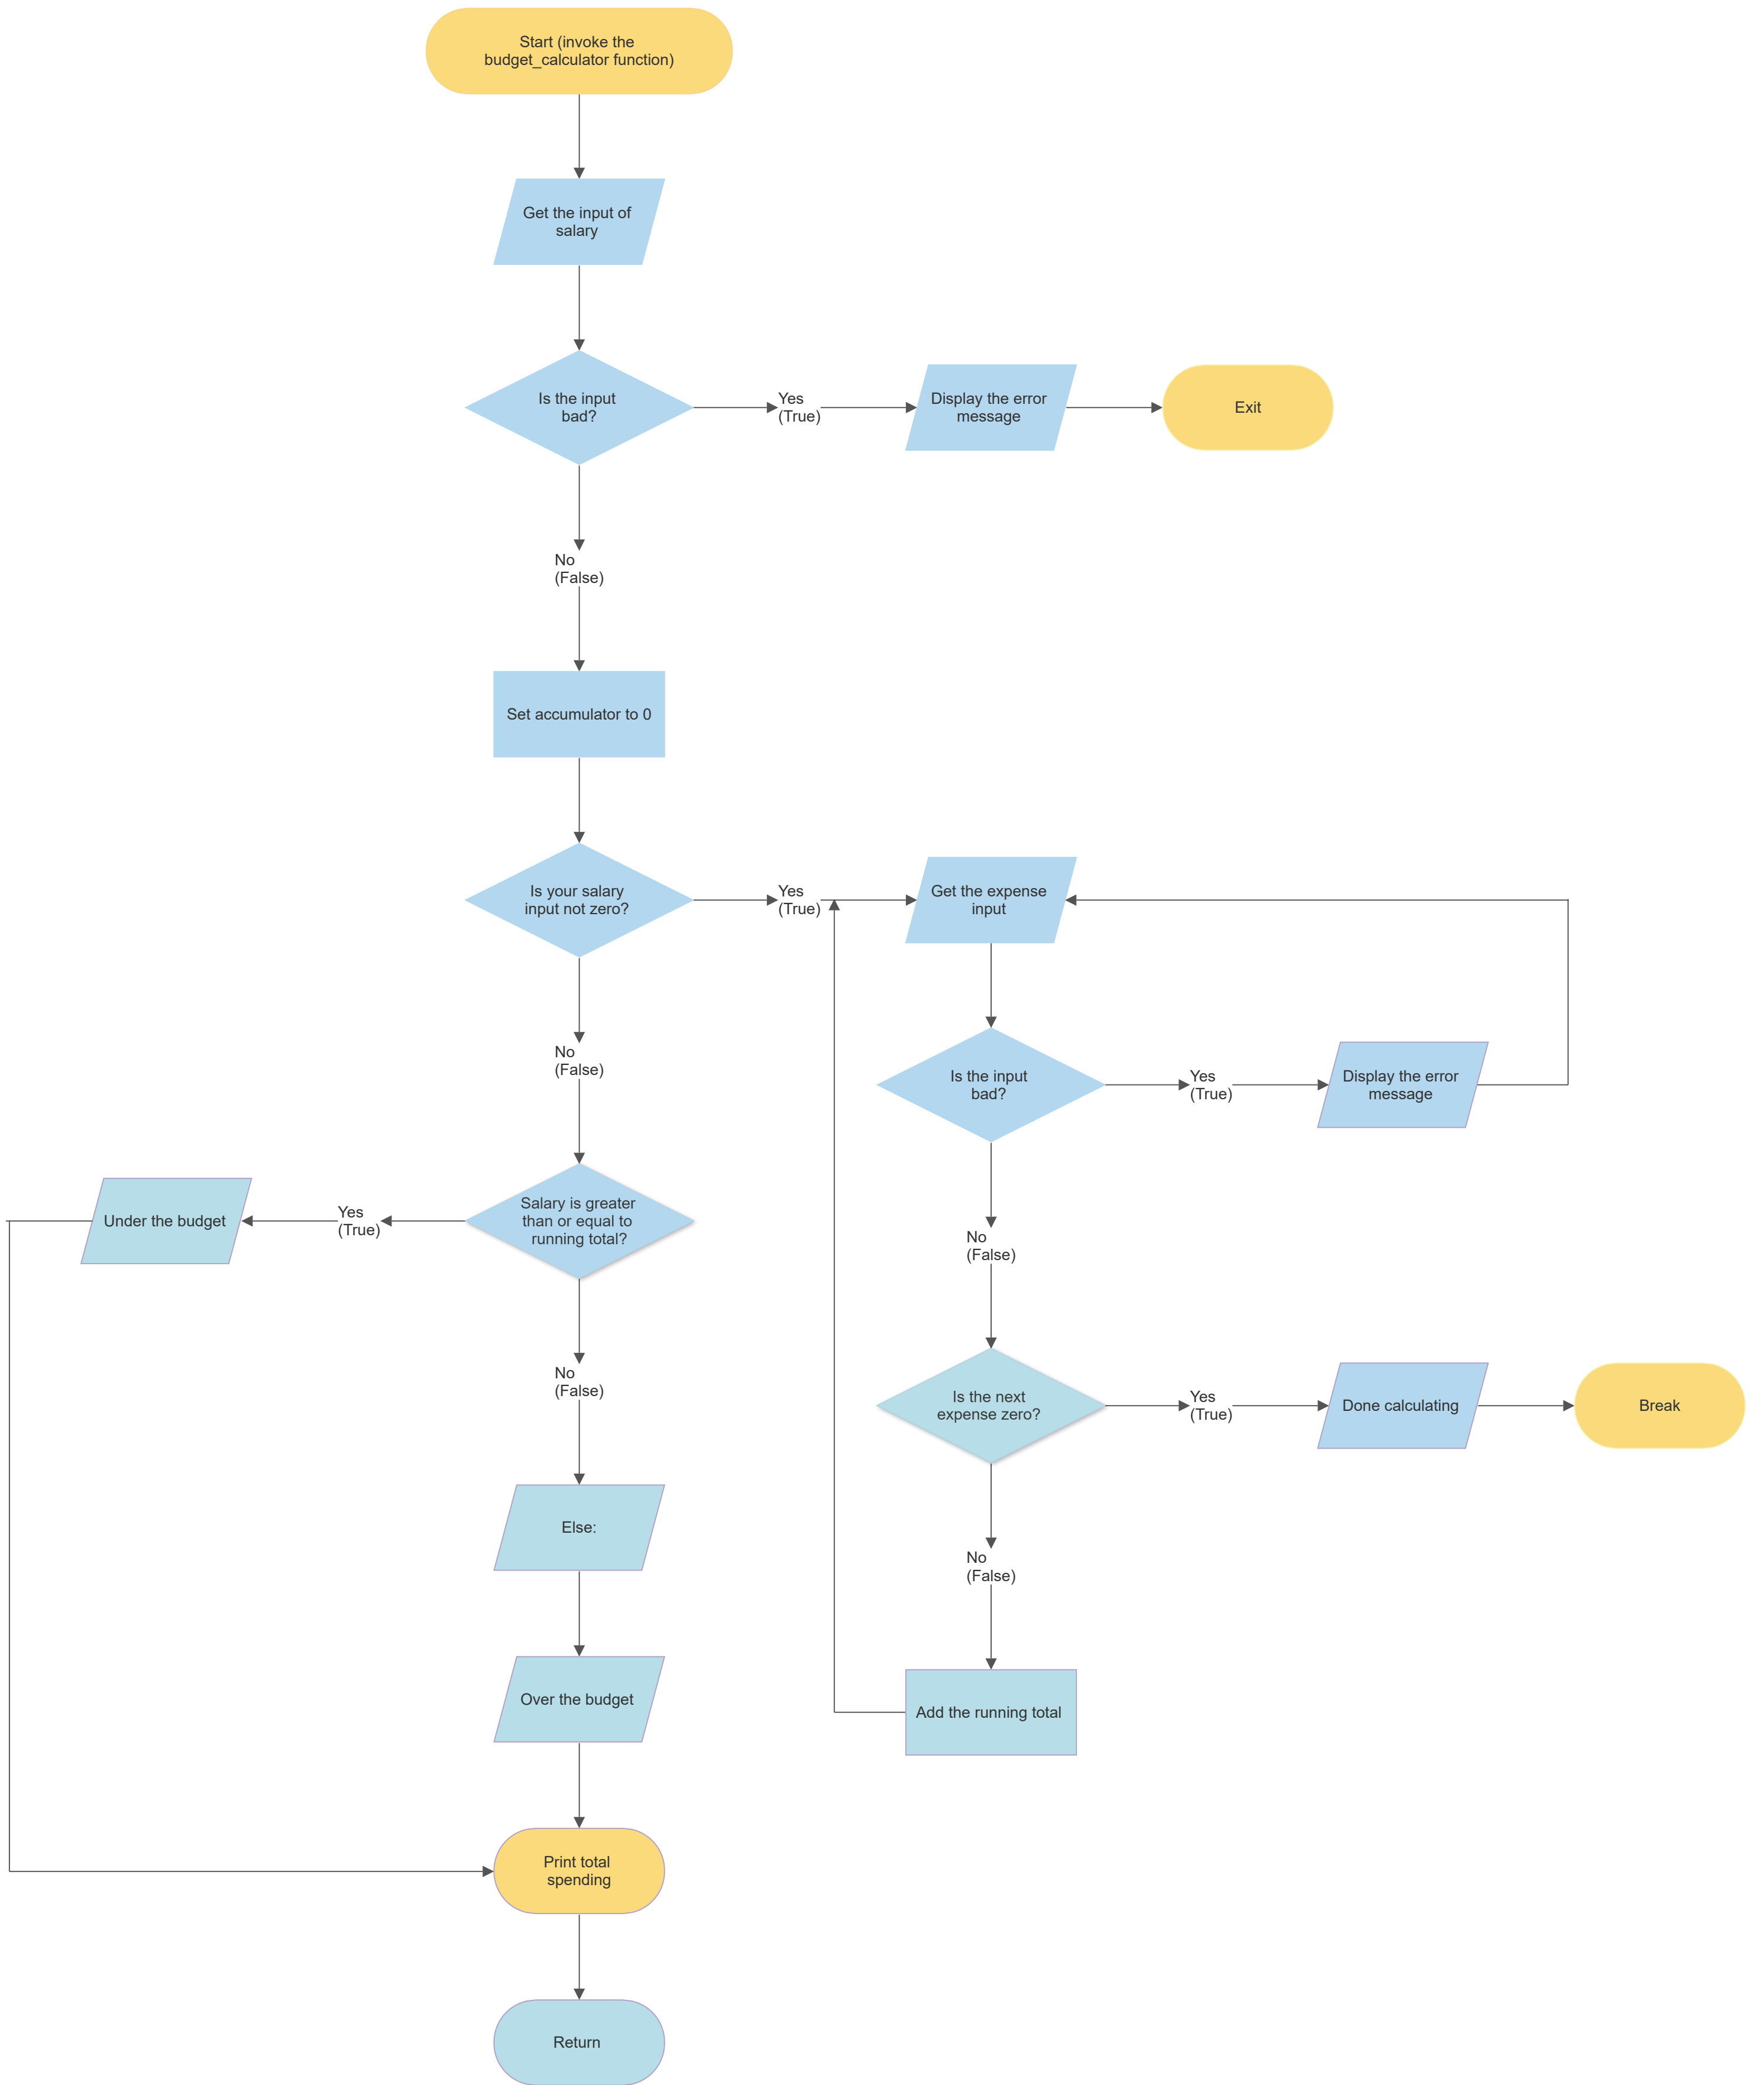 Start (invoke the
budget_calculator function)
Get the input of
salary
Is the input
bad?
Yes
(True)
Display the error
message
Exit
No
(False)
Set accumulator to 0
Is your salary
input not zero?
Yes
(True)
Get the expense
input
No
(False)
Is the input
bad?
Yes
(True)
Display the error
message
Under the budget
Yes
(True)
Salary is greater
than or equal to
running total?
No
(False)
No
(False)
Is the next
expense zero?
Yes
(True)
Done calculating
Break
Else:
No
(False)
Over the budget
Add the running total
Print total
spending
Return